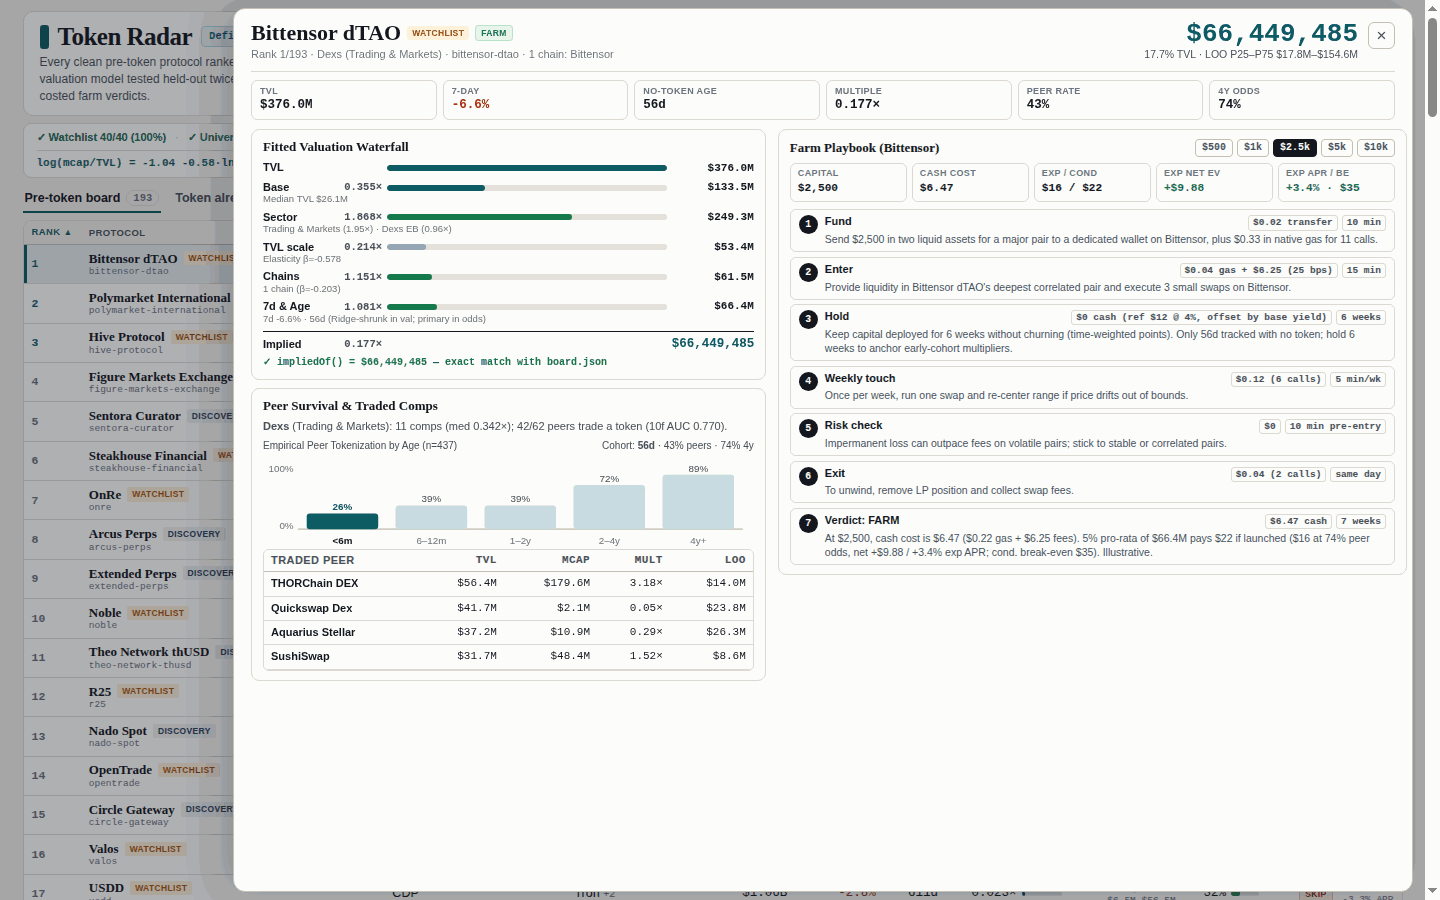 Token Radar
Every clean pre-token protocol ranke
valuation model tested held-out twice
costed farm verdicts.
✓ Watchlist 40/40 (100%) · ✓ Univer
log(mcap/TVL) = -1.04 -0.58·ln
Pre-token board 193 Token alre
RANK ▲ PROTOCOL
1 Bittensor dTAO
bittensor-dtao
2 Polymarket International
polymarket-international
3 Hive Protocol WATCHLIST
hive-protocol
4 Figure Markets Exchange
figure-markets-exchange
5 Sentora Curator
sentora-curator
6 Steakhouse Financial
steakhouse-financial
7 OnRe WATCHLIST
onre
8 Arcus Perps DISCOVERY
arcus-perps
9 Extended Perps
extended-perps
10 Noble WATCHLIST
noble
11 Theo Network thUSD
theo-network-thusd
12 R25 WATCHLIST
r25
13 Nado Spot DISCOVERY
nado-spot
14 OpenTrade WATCHLIST
opentrade
15 Circle Gateway
circle-gateway
16 Valos WATCHLIST
valos
17 USDD WATCHLIST
Bittensor dTAO WATCHLIST FARM
Rank 1/193 · Dexs (Trading & Markets) · bittensor-dtao · 1 chain: Bittensor
$66,449,485
17.7% TVL · LOO P25–P75 $17.8M–$154.6M
×
TVL 7-DAY NO-TOKEN AGE MULTIPLE PEER RATE 4Y ODDS
$376.0M -6.6% 56d 0.177× 43% 74%
Fitted Valuation Waterfall
TVL $376.0M
Base 0.355× $133.5M
Median TVL $26.1M
Sector 1.868× $249.3M
Trading & Markets (1.95×) · Dexs EB (0.96×)
TVL scale 0.214× $53.4M
Elasticity β=-0.578
Chains 1.151× $61.5M
1 chain (β=-0.203)
7d & Age 1.081× $66.4M
7d -6.6% · 56d (Ridge-shrunk in val; primary in odds)
Implied 0.177× $66,449,485
✓ impliedOf() = $66,449,485 — exact match with board.json
Peer Survival & Traded Comps
Dexs (Trading & Markets): 11 comps (med 0.342×); 42/62 peers trade a token (10f AUC 0.770).
Empirical Peer Tokenization by Age (n=437) Cohort: 56d · 43% peers · 74% 4y
100%
0%
26% 39% 39% 72% 89%
<6m 6–12m 1–2y 2–4y 4y+
TRADED PEER TVL MCAP MULT LOO
THORChain DEX $56.4M $179.6M 3.18× $14.0M
Quickswap Dex $41.7M $2.1M 0.05× $23.8M
Aquarius Stellar $37.2M $10.9M 0.29× $26.3M
SushiSwap $31.7M $48.4M 1.52× $8.6M
Farm Playbook (Bittensor) $500 $1k $2.5k $5k $10k
CAPITAL CASH COST EXP / COND EXP NET EV EXP APR / BE
$2,500 $6.47 $16 / $22 +$9.88 +3.4% · $35
1 Fund $0.02 transfer 10 min
Send $2,500 in two liquid assets for a major pair to a dedicated wallet on Bittensor, plus $0.33 in native gas for 11 calls.
2 Enter $0.04 gas + $6.25 (25 bps) 15 min
Provide liquidity in Bittensor dTAO's deepest correlated pair and execute 3 small swaps on Bittensor.
3 Hold $0 cash (ref $12 @ 4%, offset by base yield) 6 weeks
Keep capital deployed for 6 weeks without churning (time-weighted points). Only 56d tracked with no token; hold 6
weeks to anchor early-cohort multipliers.
4 Weekly touch $0.12 (6 calls) 5 min/wk
Once per week, run one swap and re-center range if price drifts out of bounds.
5 Risk check $0 10 min pre-entry
Impermanent loss can outpace fees on volatile pairs; stick to stable or correlated pairs.
6 Exit $0.04 (2 calls) same day
To unwind, remove LP position and collect swap fees.
7 Verdict: FARM $6.47 cash 7 weeks
At $2,500, cash cost is $6.47 ($0.22 gas + $6.25 fees). 5% pro-rata of $66.4M pays $22 if launched ($16 at 74% peer
odds, net +$9.88 / +3.4% exp APR; cond. break-even $35). Illustrative.